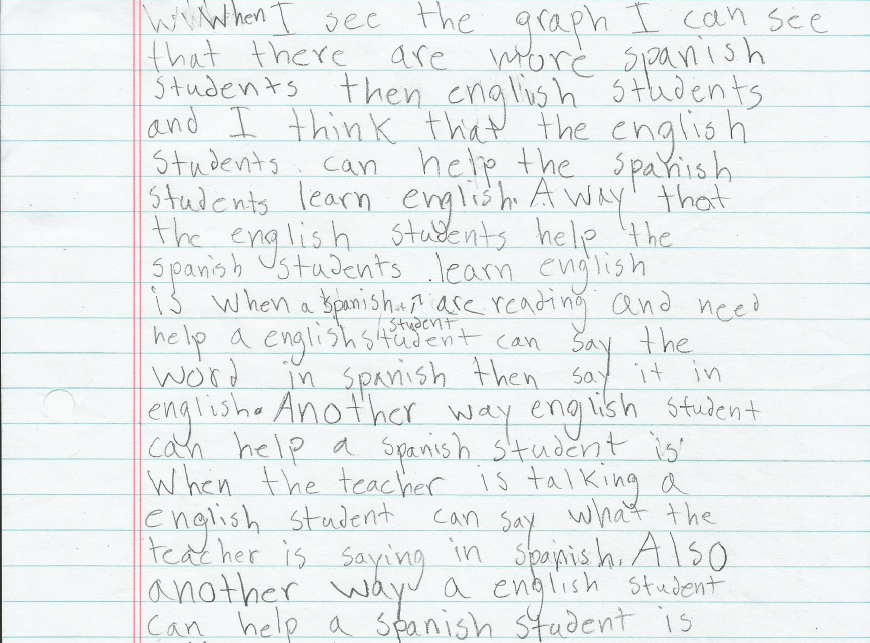 When I see the graph I can see
that there are more spanish
students then english students
and I think that the english
students can help the spanish
students learn english. A way that
the english students help the
spanish students learn english
is when a spanish are reading and need
student
help a english student can say the
word in spanish then say it in
english. Another way english student
can help a spanish student is
When the teacher is talking a
english student can say what the
teacher is saying in spanish. Also
another way a english student
can help a spanish student is